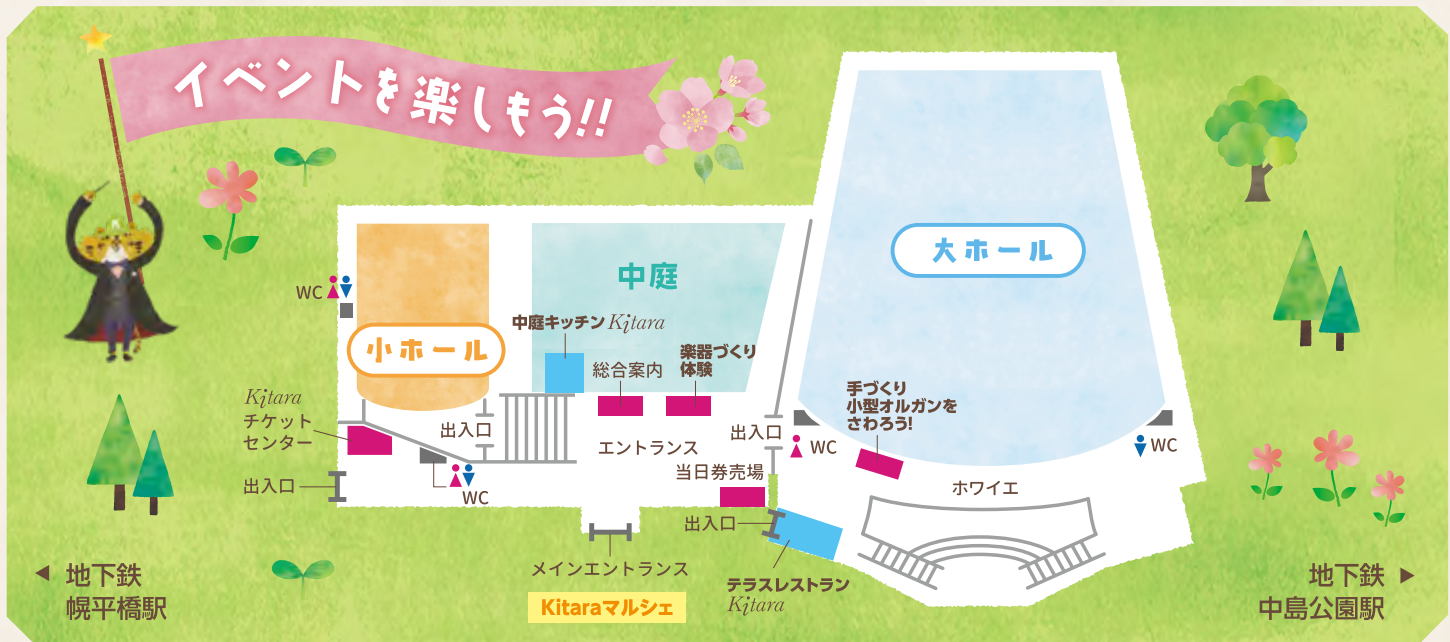 イベントを楽しもう!!
大ホール
中庭
WC
小ホール
中庭キッチン Kitara
総合案内
楽器づくり
体験
Kitara
チケット
センター
出入口
エントランス
出入口
WC
手づくり
小型オルガンを
さわろう!
WC
当日券売場
出入口
WC
ホワイエ
出入口
メインエントランス
Kitaraマルシェ
テラスレストラン
Kitara
地下鉄
幌平橋駅
地下鉄
中島公園駅